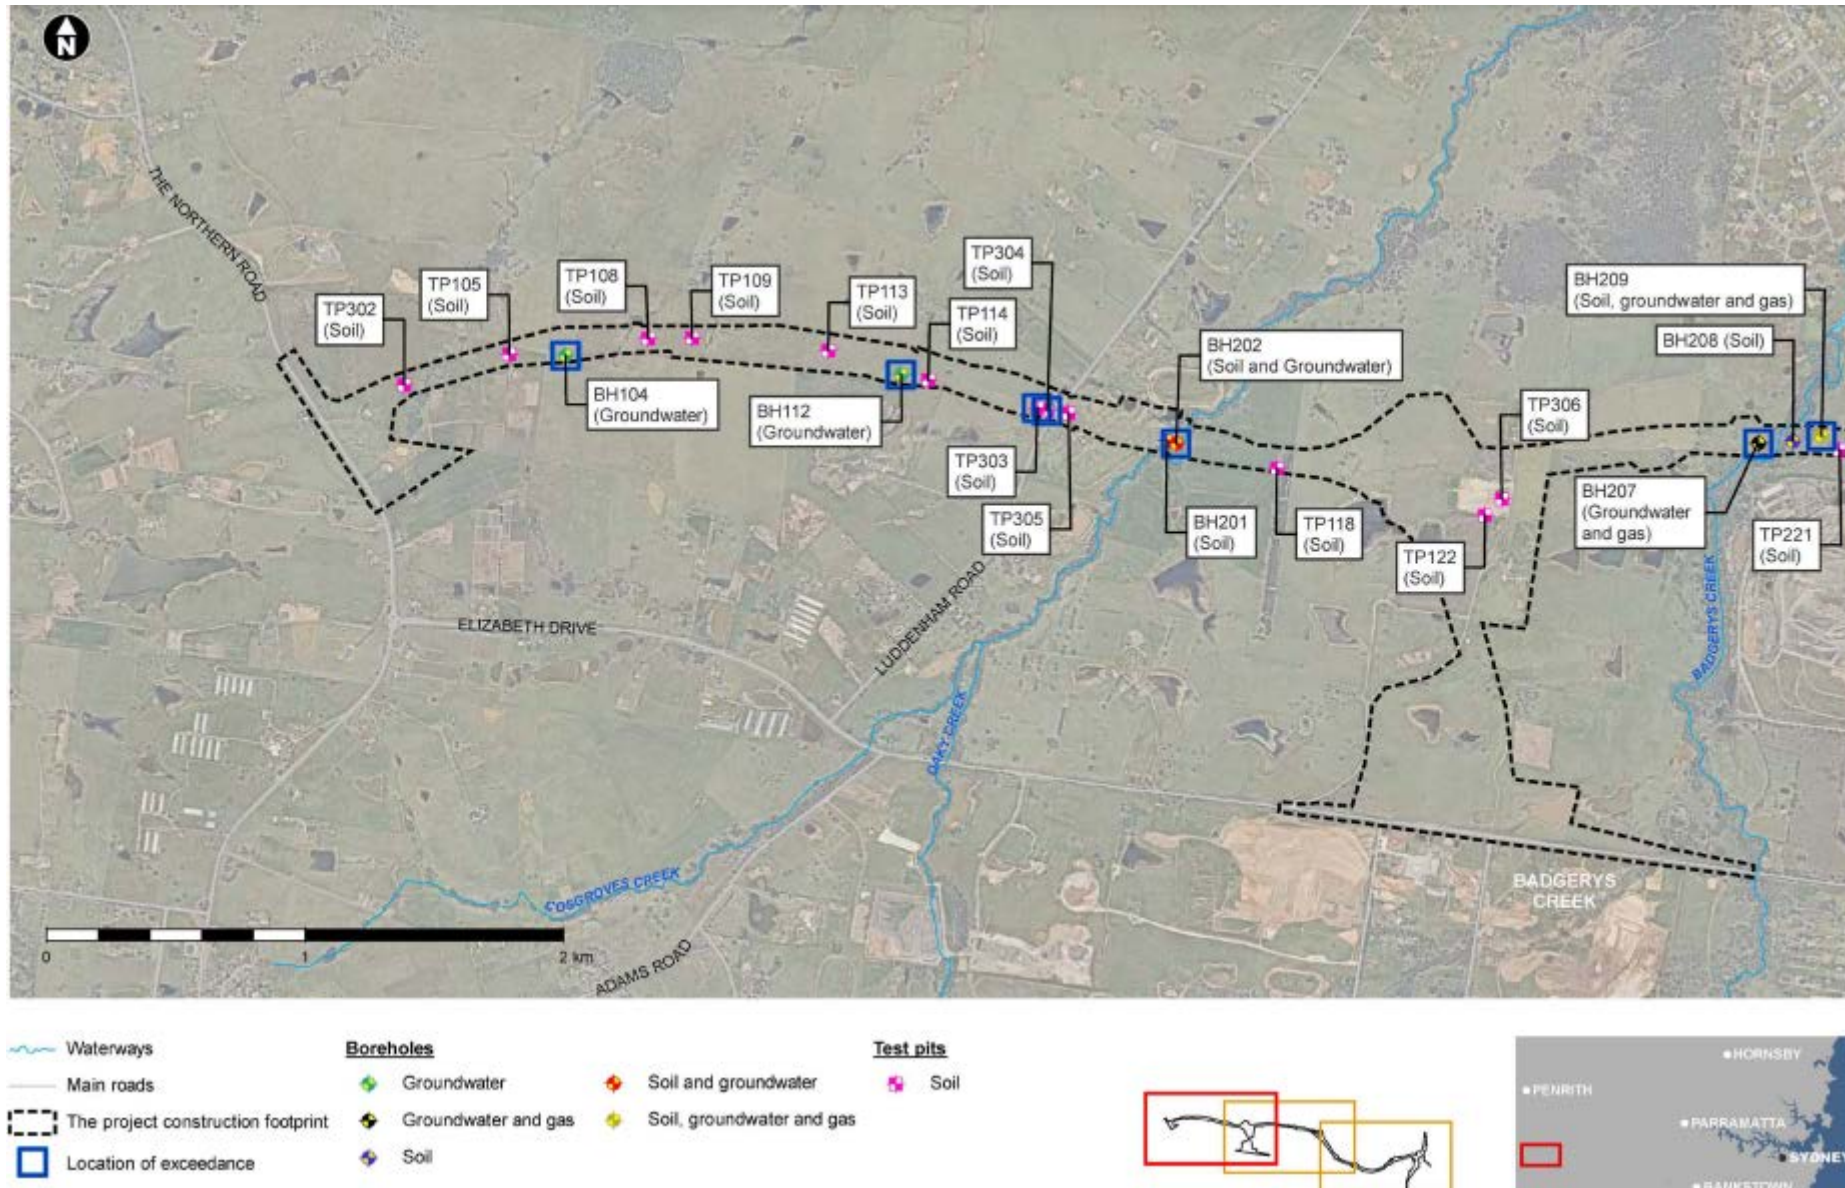 N
THE NORTHERN ROAD
TP302
(Soil)
TP105
(Soil)
TP108
(Soil)
TP109
(Soil)
TP113
(Soil)
TP304
(Soil)
TP114
(Soil)
BH202
(Soil and Groundwater)
BH209
(Soil, groundwater and gas)
BH208 (Soil)
BH104
(Groundwater)
BH112
(Groundwater)
TP303
(Soil)
TP305
(Soil)
BH201
(Soil)
TP118
(Soil)
TP306
(Soil)
TP122
(Soil)
BH207
(Groundwater
and gas)
TP221
(Soil)
ELIZABETH DRIVE
LUDDENHAM ROAD
OAKY CREEK
BADGERYS CREEK
COSGROVES CREEK
ADAMS ROAD
BADGERYS
CREEK
0 1 2 km
Waterways
Main roads
The project construction footprint
Location of exceedance
Boreholes
Groundwater
Groundwater and gas
Soil
Soil and groundwater
Soil, groundwater and gas
Test pits
Soil
HORNSBY
PENRITH
PARRAMATTA
SYDNEY
BANKSTOWN